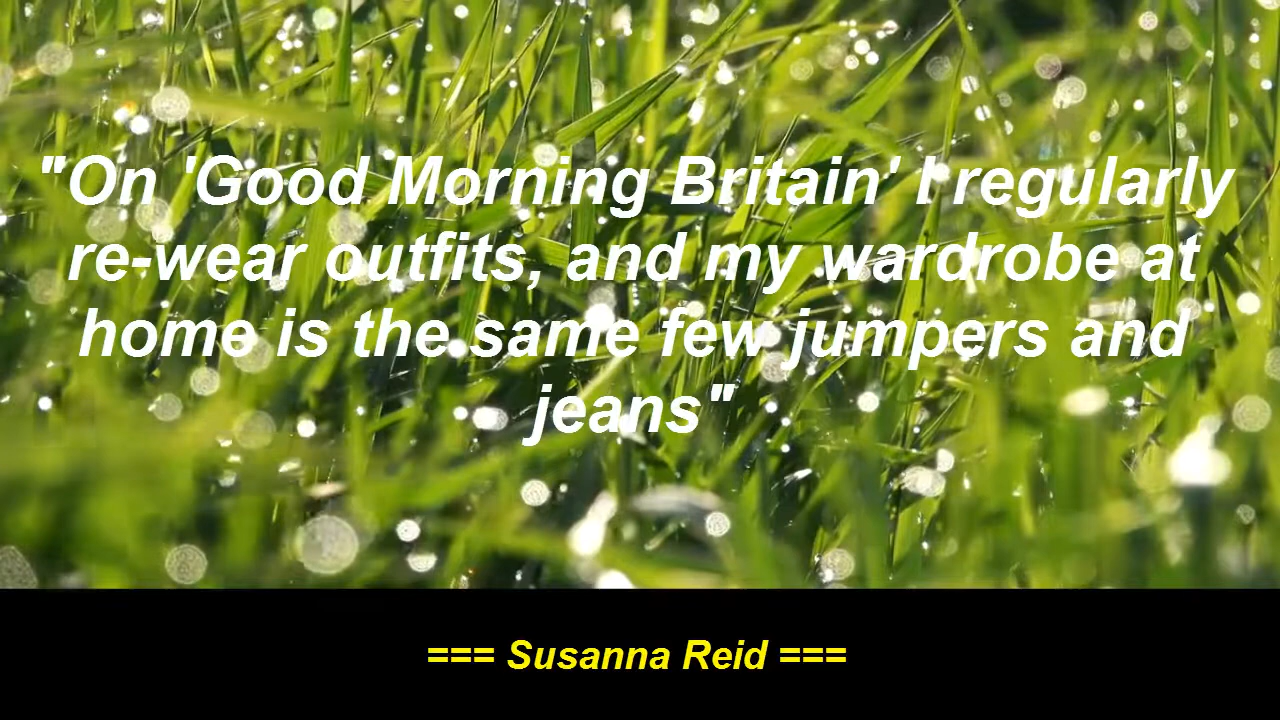 "On 'Good Morning Britain' I regularly
re-wear outfits, and my wardrobe at
home is the same few jumpers and
jeans"
=== Susanna Reid ===